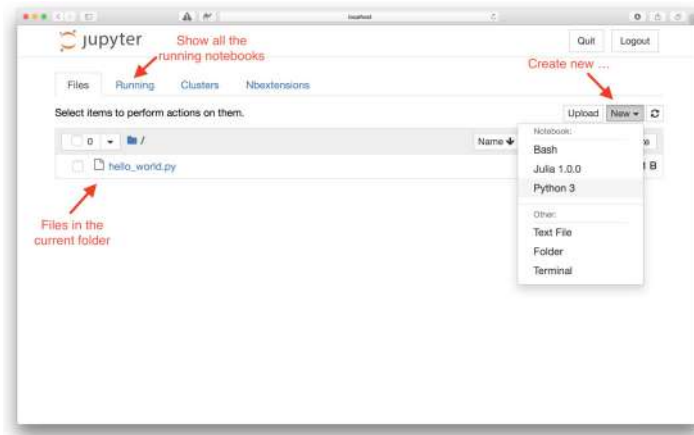 localhost
jupyter
Show all the
running notebooks
Quit
Logout
Create new ...
Files
Running
Clusters
Nbextensions
Select items to perform actions on them.
Upload
New
0
/
Name
Notebook:
Bash
hello_world.py
B
Julia 1.0.0
Python 3
Files in the
current folder
Other:
Text File
Folder
Terminal